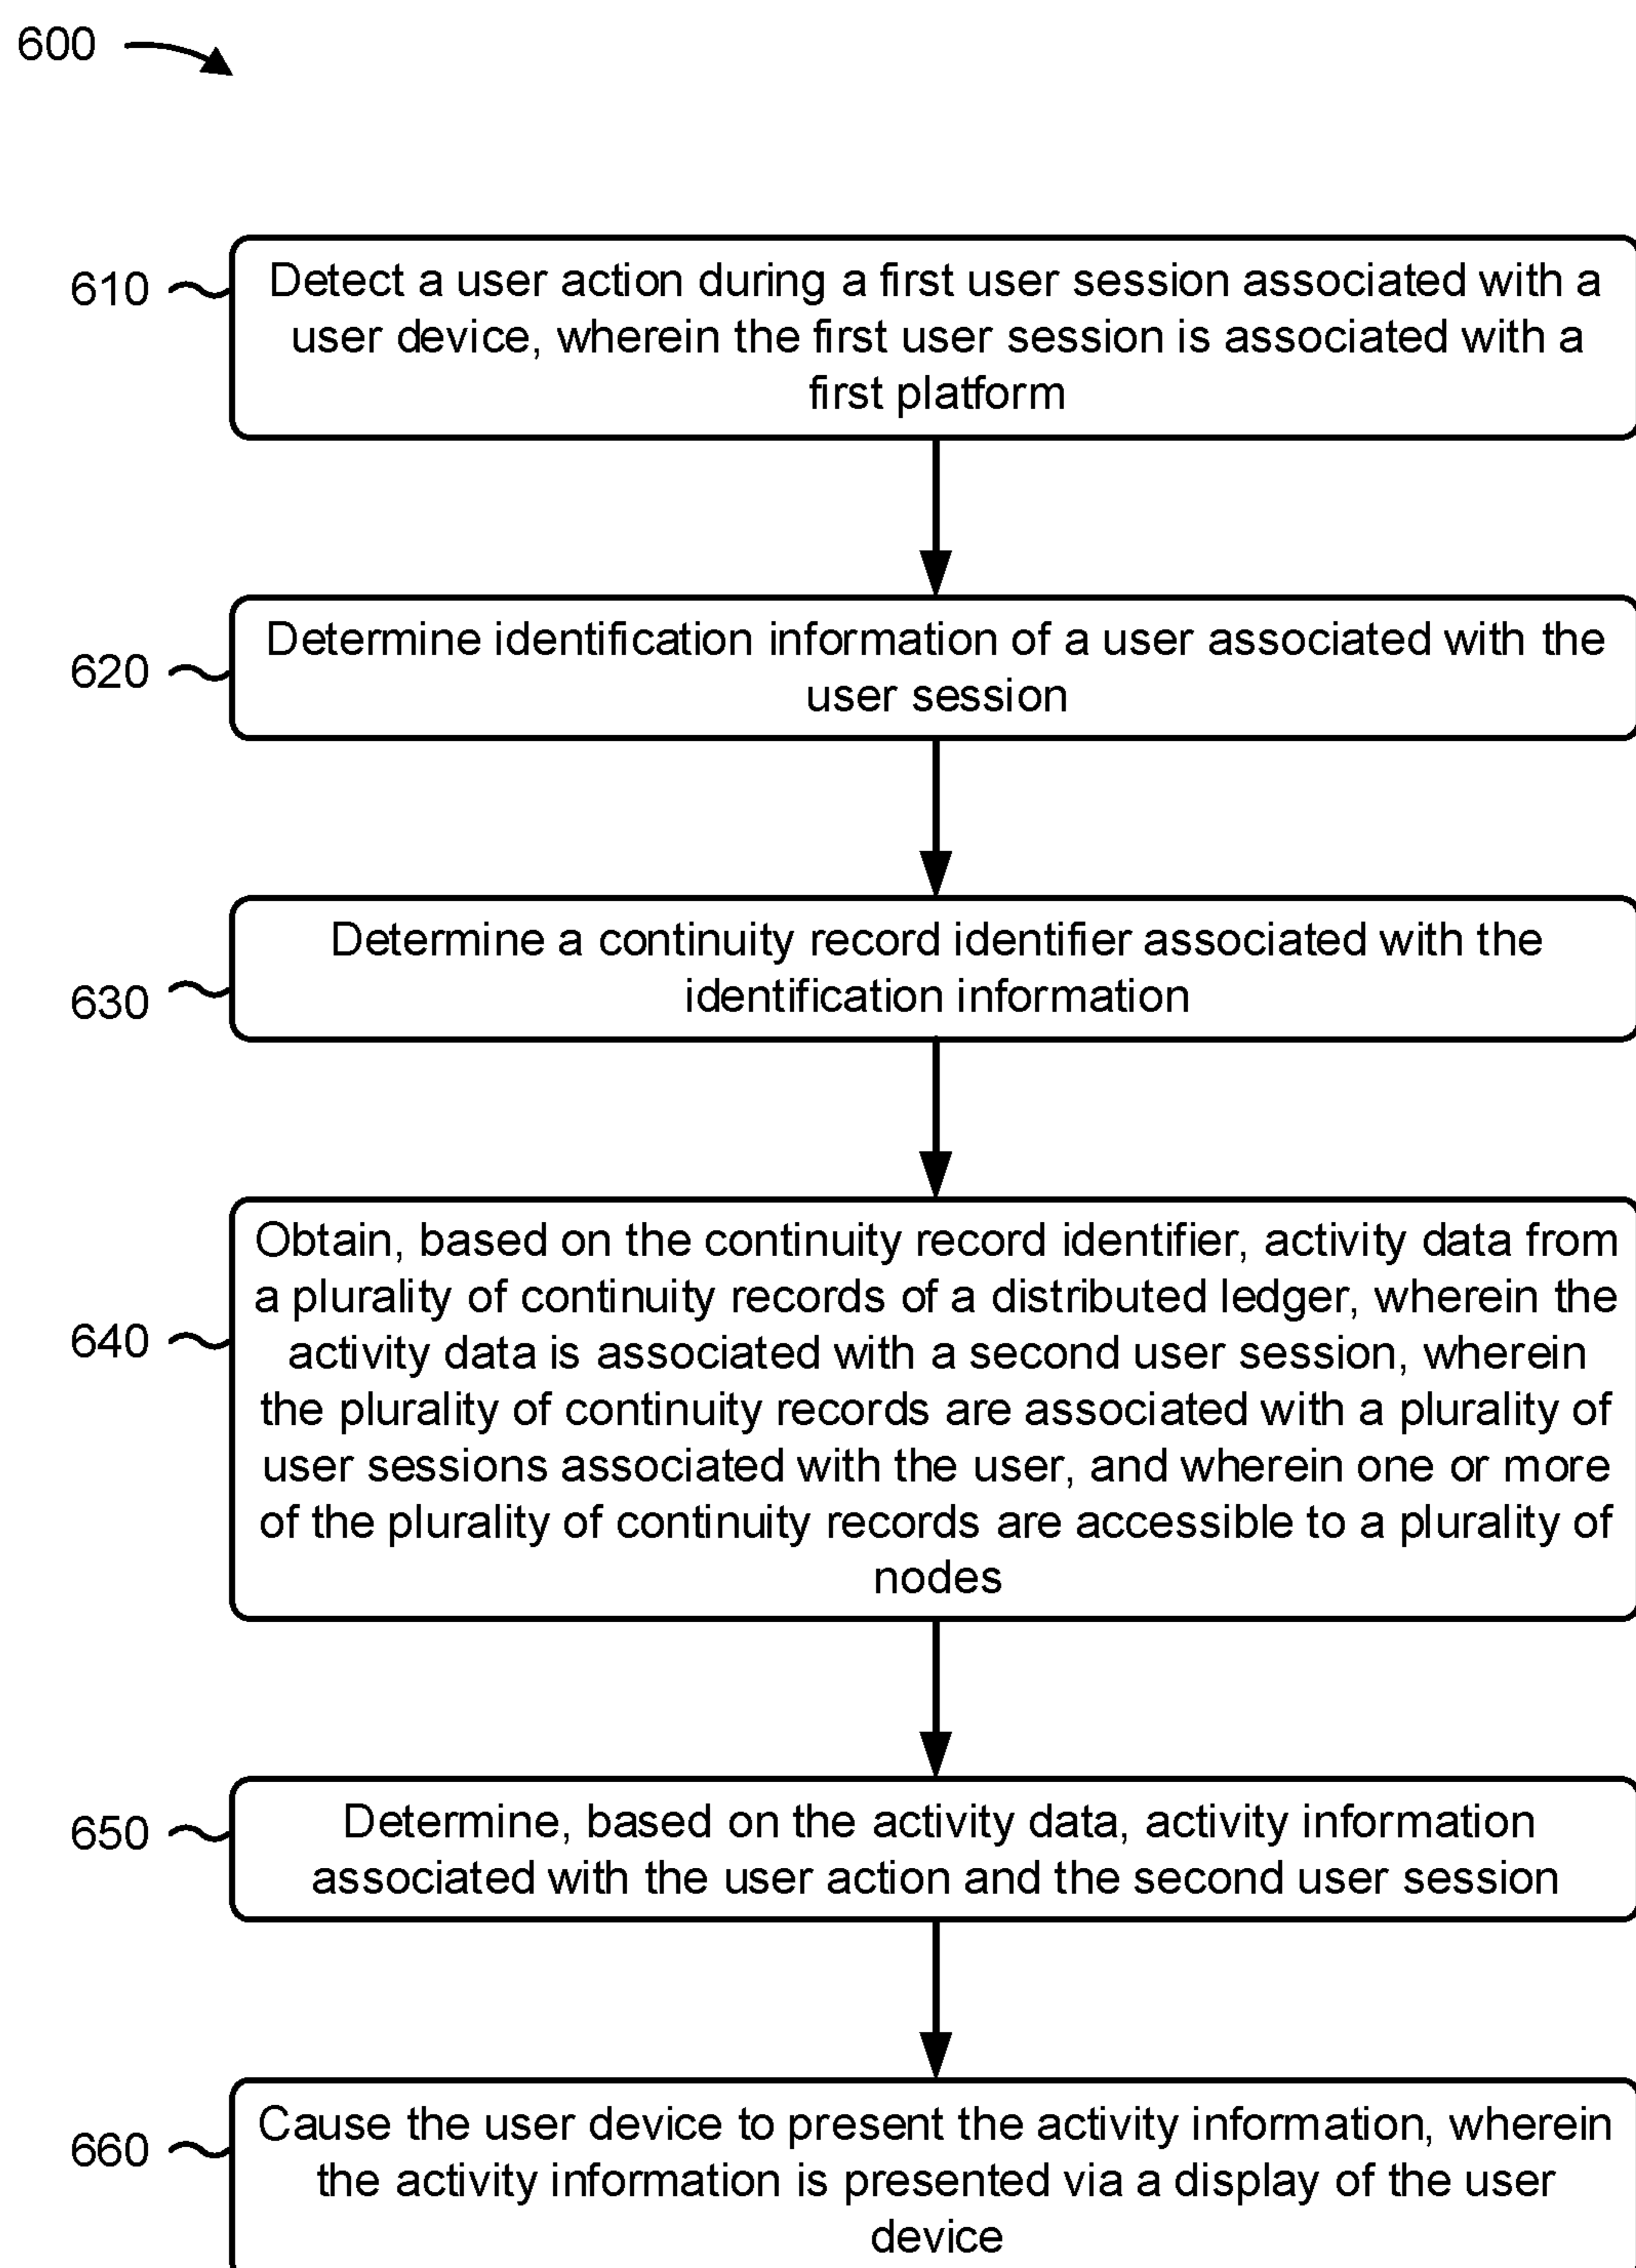 600
610
Detect a user action during a first user session associated with a
user device, wherein the first user session is associated with a
first platform
620
Determine identification information of a user associated with the
user session
630
Determine a continuity record identifier associated with the
identification information
640
Obtain, based on the continuity record identifier, activity data from
a plurality of continuity records of a distributed ledger, wherein the
activity data is associated with a second user session, wherein
the plurality of continuity records are associated with a plurality of
user sessions associated with the user, and wherein one or more
of the plurality of continuity records are accessible to a plurality of
nodes
650
Determine, based on the activity data, activity information
associated with the user action and the second user session
660
Cause the user device to present the activity information, wherein
the activity information is presented via a display of the user
device